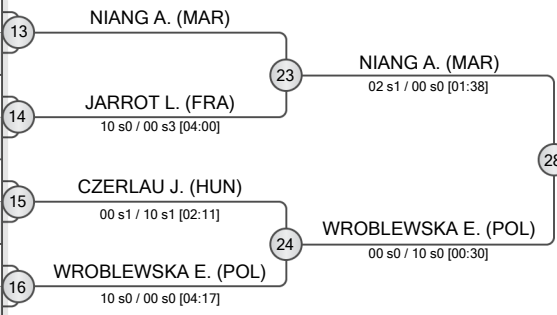 13
NIANG A. (MAR)
23
NIANG A. (MAR)
02 s1 / 00 s0 [01:38]
14
JARROT L. (FRA)
10 s0 / 00 s3 [04:00]
28
15
CZERLAU J. (HUN)
00 s1 / 10 s1 [02:11]
24
WROBLEWSKA E. (POL)
00 s0 / 10 s0 [00:30]
16
WROBLEWSKA E. (POL)
10 s0 / 00 s0 [04:17]